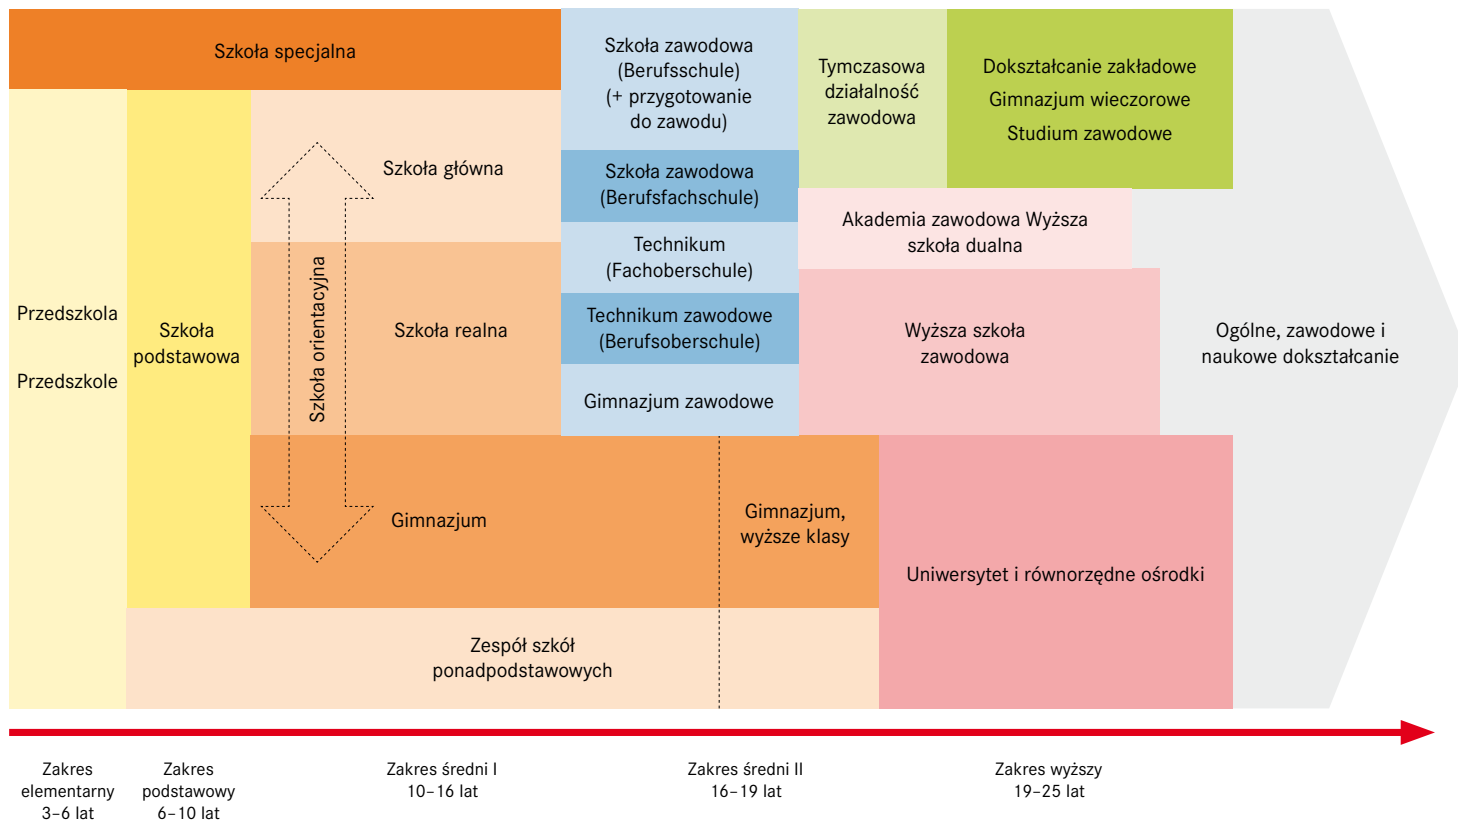 Szkoła specjalna
Szkoła zawodowa
(Berufsschule)
(+ przygotowanie
do zawodu)
Tymczasowa
działalność
zawodowa
Dokształcanie zakładowe
Gimnazjum wieczorowe
Studium zawodowe
Szkoła główna
Szkoła zawodowa
(Berufsfachschule)
Akademia zawodowa Wyższa
szkoła dualna
Technikum
(Fachoberschule)
Przedszkola
Przedszkole
Szkoła
podstawowa
Szkoła orientacyjna
Szkoła realna
Technikum zawodowe
(Berufsoberschule)
Wyższa szkoła
zawodowa
Ogólne, zawodowe i
naukowe dokształcanie
Gimnazjum zawodowe
Gimnazjum
Gimnazjum,
wyższe klasy
Uniwersytet i równorzędne ośrodki
Zespół szkół
ponadpodstawowych
Zakres
elementarny
3–6 lat
Zakres
podstawowy
6–10 lat
Zakres średni I
10–16 lat
Zakres średni II
16–19 lat
Zakres wyższy
19–25 lat